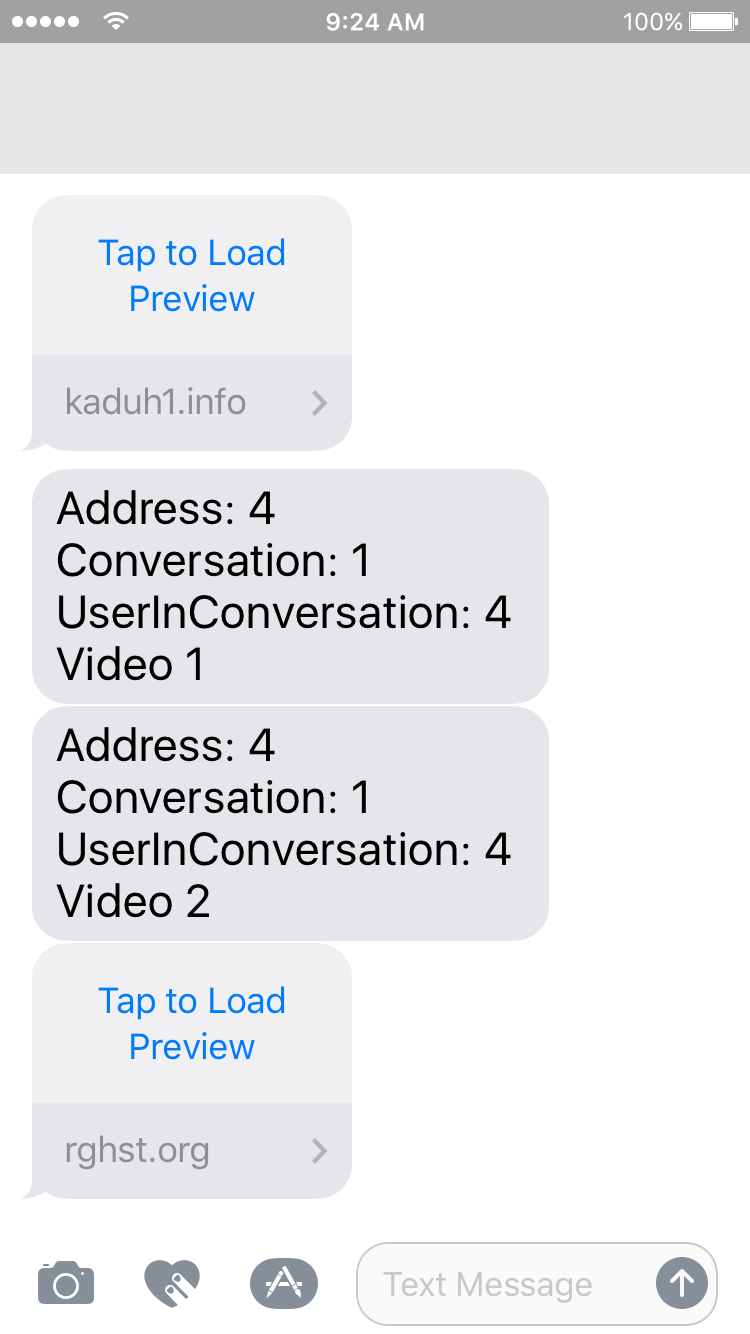 9:24 AM
100%
Tap to Load
Preview
kaduh1.info
Address: 4
Conversation: 1
UserInConversation: 4
Video 1
Address: 4
Conversation: 1
UserInConversation: 4
Video 2
Tap to Load
Preview
rghst.org
Text Message